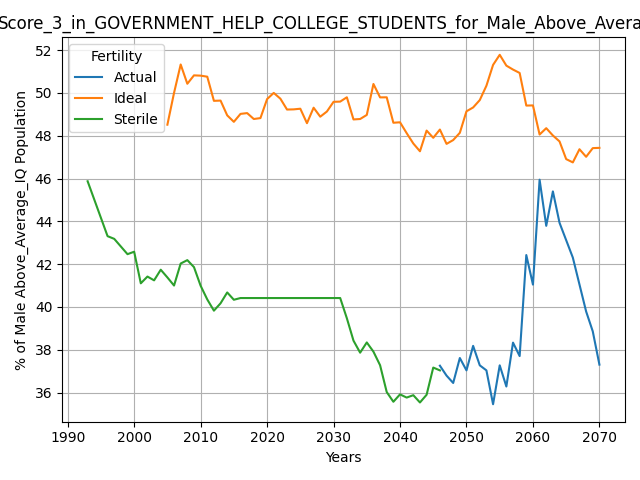 Score_3_in_GOVERNMENT_HELP_COLLEGE_STUDENTS_for_Male_Above_Avera
Fertility
Actual
Ideal
Sterile
% of Male Above_Average_IQ Population
52
50
48
46
44
42
40
38
36
1990 2000 2010 2020 2030 2040 2050 2060 2070
Years